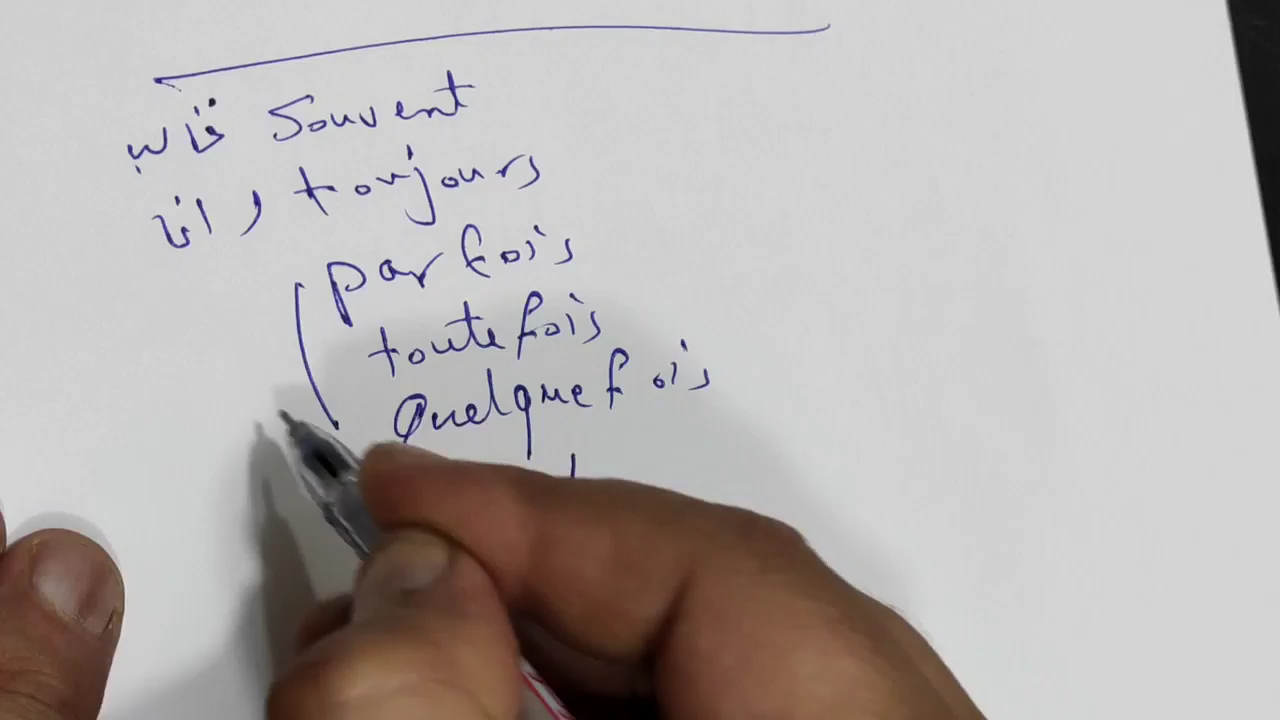 غالبا Souvent
دائما toujours
parfois
toutefois
Quelquefois